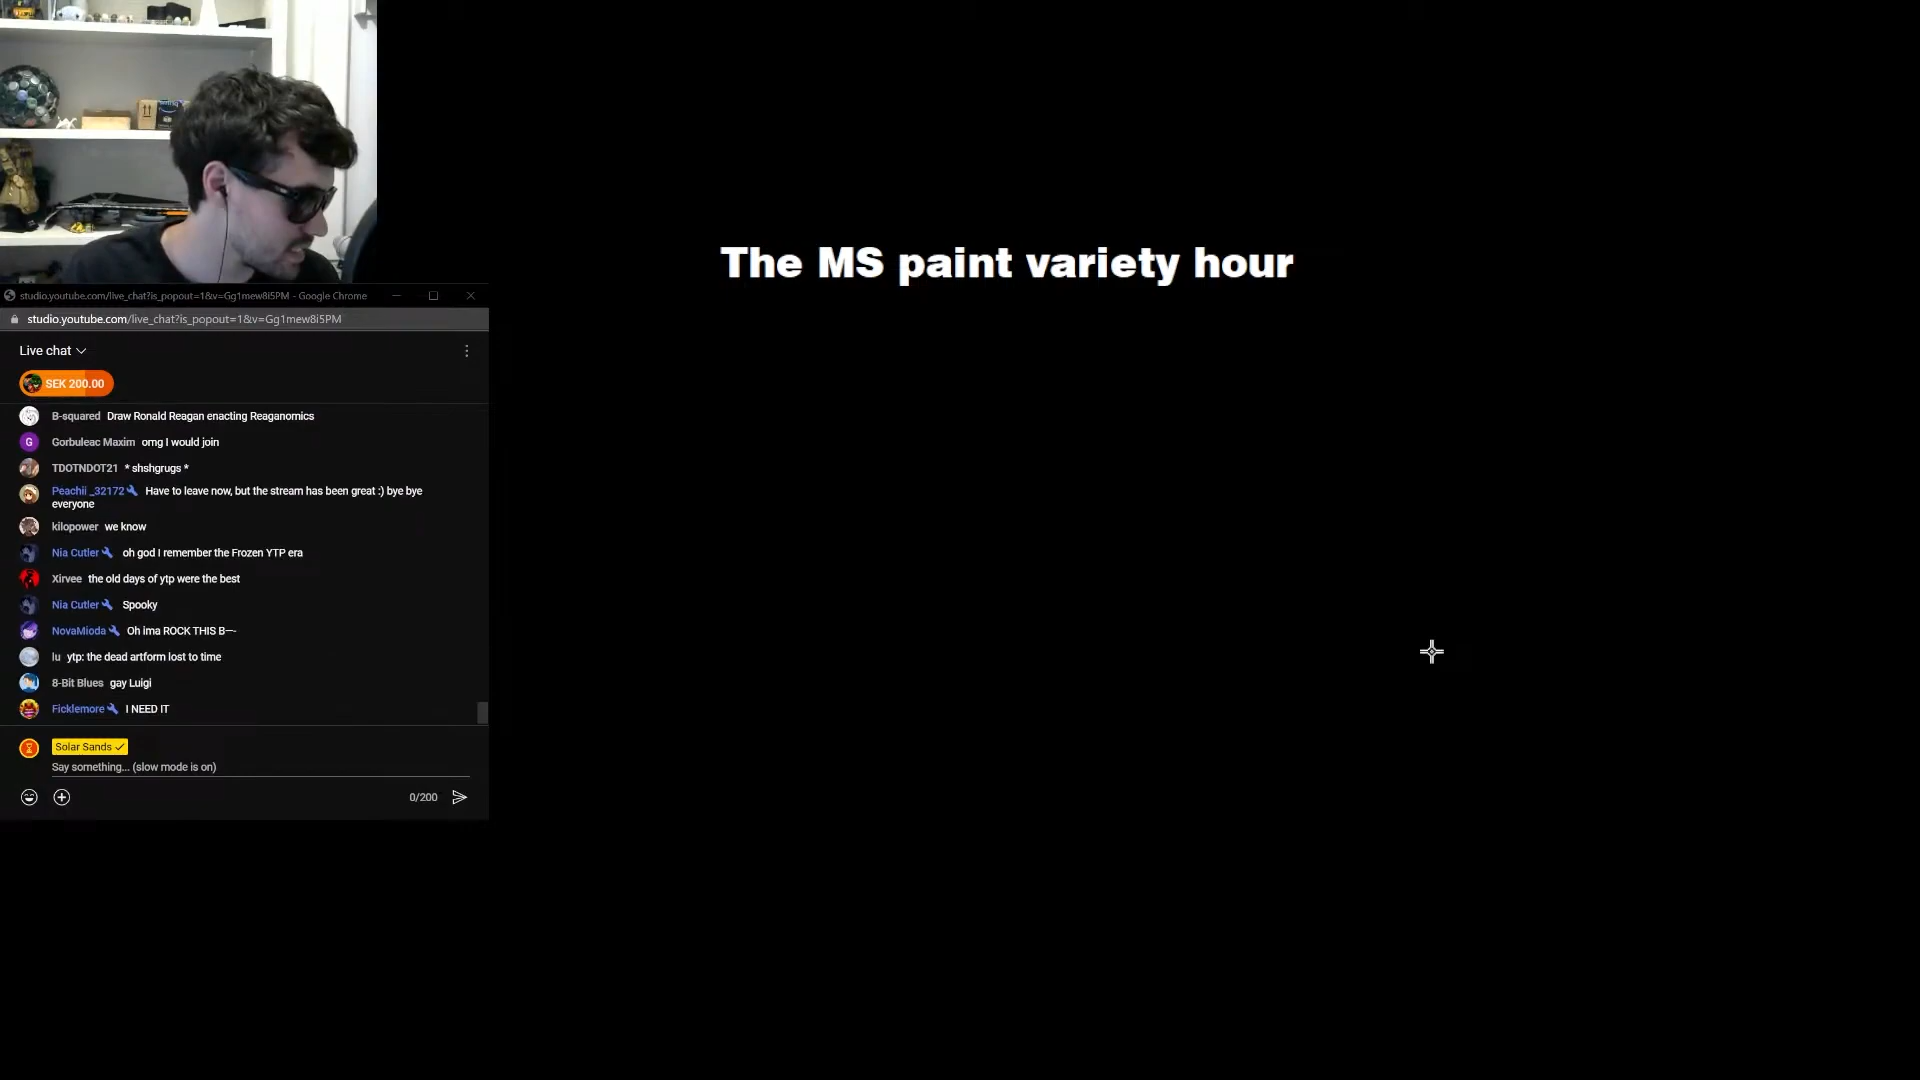 The MS paint variety hour
studio.youtube.com/live_chat?is_popout=1&v=Gg1mew8i5PM - Google Chrome
studio.youtube.com/live_chat?is_popout=1&v=Gg1mew8i5PM
Live chat
SEK 200.00
B-squared Draw Ronald Reagan enacting Reaganomics
G Gorbuleac Maxim omg I would join
TDOTNDOT21 * shshgrugs *
Peachii _32172 Have to leave now, but the stream has been great :) bye bye
everyone
kilopower we know
Nia Cutler oh god I remember the Frozen YTP era
Xirvee the old days of ytp were the best
Nia Cutler Spooky
NovaMioda Oh ima ROCK THIS B—-
lu ytp: the dead artform lost to time
8-Bit Blues gay Luigi
Ficklemore I NEED IT
Solar Sands
Say something... (slow mode is on)
0/200